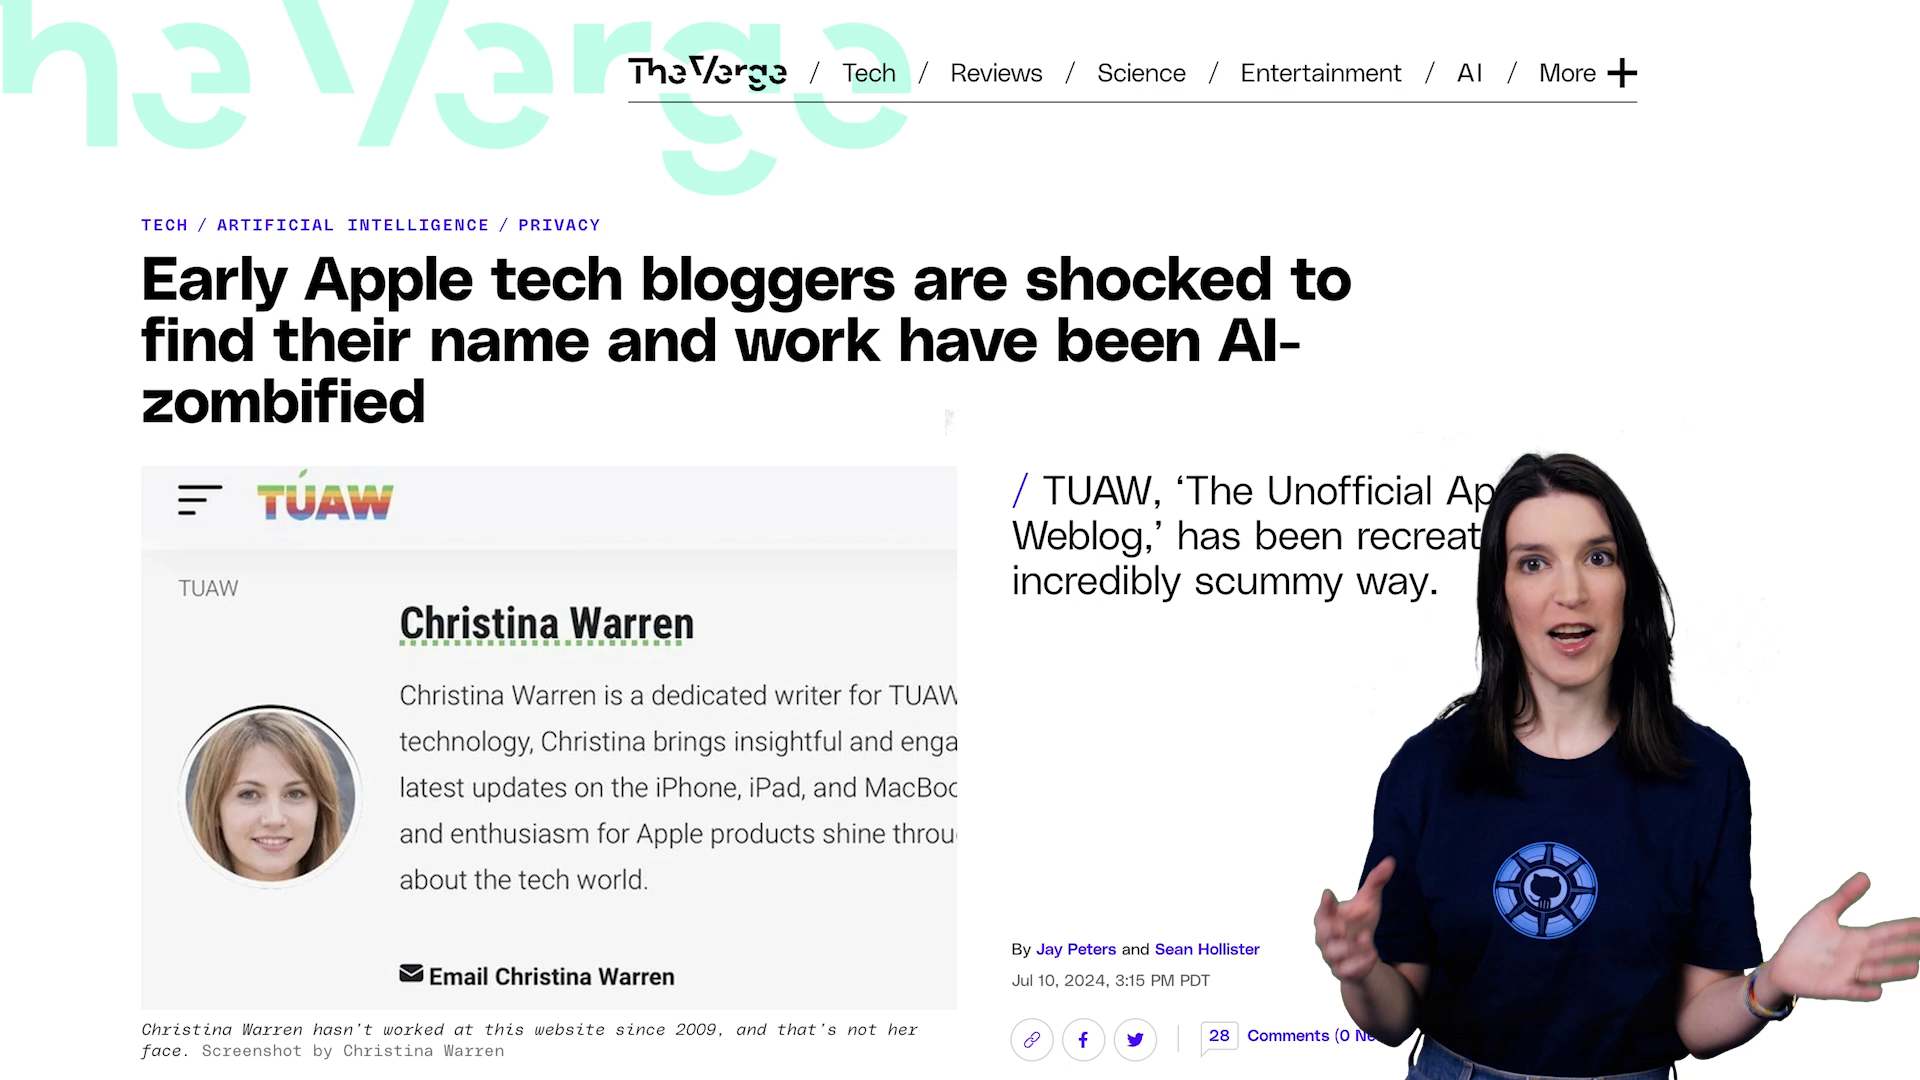 The Verge
The Verge / Tech / Reviews / Science / Entertainment / AI / More
TECH / ARTIFICIAL INTELLIGENCE / PRIVACY
Early Apple tech bloggers are shocked to
find their name and work have been AI-
zombified
TUAW
TUAW
Christina Warren
Christina Warren is a dedicated writer for TUAW
technology, Christina brings insightful and enga
latest updates on the iPhone, iPad, and MacBoo
and enthusiasm for Apple products shine throu
about the tech world.
Email Christina Warren
Christina Warren hasn't worked at this website since 2009, and that's not her
face. Screenshot by Christina Warren
/ TUAW, ‘The Unofficial Ap
Weblog,’ has been recreat
incredibly scummy way.
By Jay Peters and Sean Hollister
Jul 10, 2024, 3:15 PM PDT
28 Comments (0 Ne